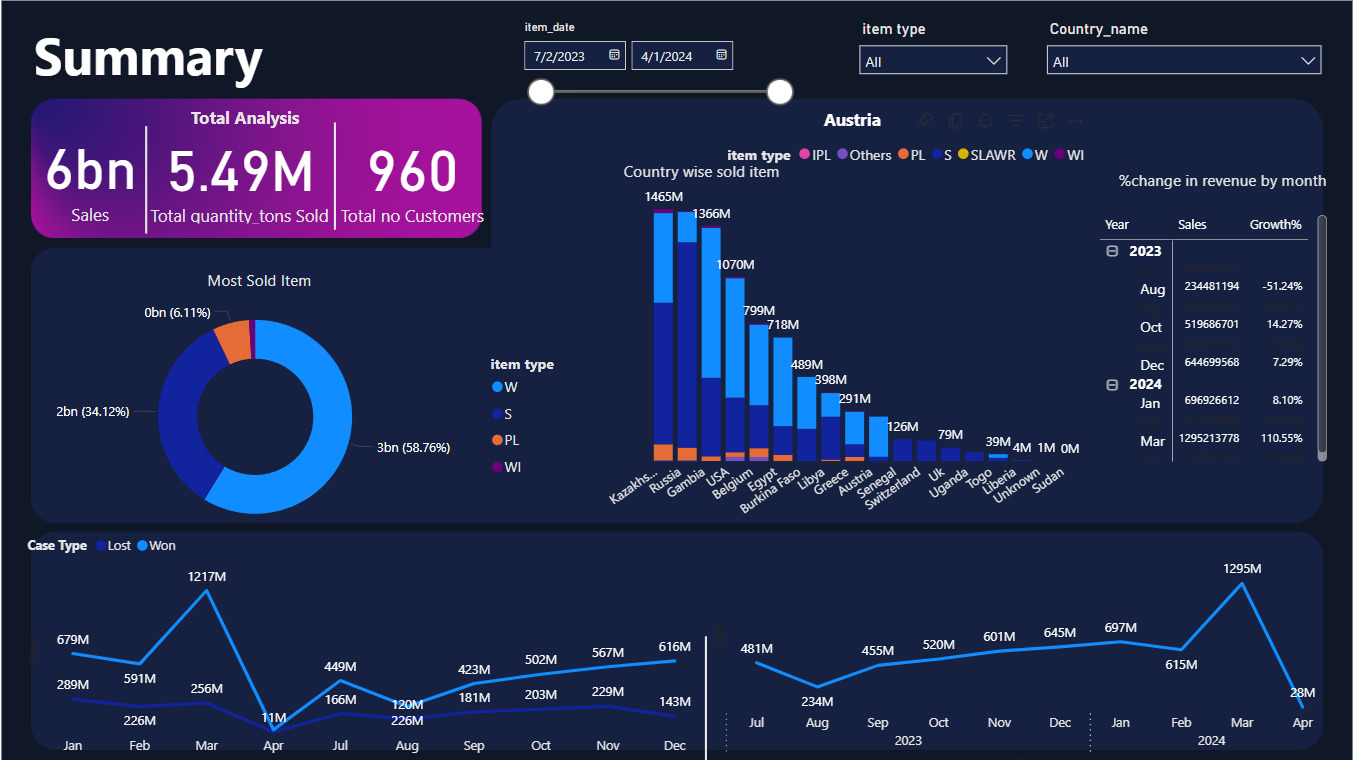 Summary
item_date
7/2/2023
4/1/2024
item type
All
Country_name
All
Total Analysis
6bn
Sales
5.49M
Total quantity_tons Sold
960
Total no Customers
Most Sold Item
0bn (6.11%)
2bn (34.12%)
3bn (58.76%)
item type
W
S
PL
WI
Austria
item type IPL Others PL S SLAWR W WI
Country wise sold item
1465M
1366M
1070M
799M
718M
489M
398M
291M
126M
79M
39M
4M
1M
0M
Kazakhs...
Russia
Gambia
USA
Belgium
Egypt
Burkina Faso
Libya
Greece
Austria
Senegal
Switzerland
Uk
Uganda
Togo
Liberia
Unknown
Sudan
%change in revenue by month
Year Sales Growth%
2023
Aug 234481194 -51.24%
Oct 519686701 14.27%
Dec 644699568 7.29%
2024
Jan 696926612 8.10%
Mar 1295213778 110.55%
Case Type Lost Won
679M
591M
1217M
11M
449M
120M
423M
502M
567M
616M
289M
226M
256M
166M
226M
181M
203M
229M
143M
Jan Feb Mar Apr Jul Aug Sep Oct Nov Dec
481M
234M
455M
520M
601M
645M
697M
615M
1295M
28M
Jul Aug Sep Oct Nov Dec Jan Feb Mar Apr
2023 2024